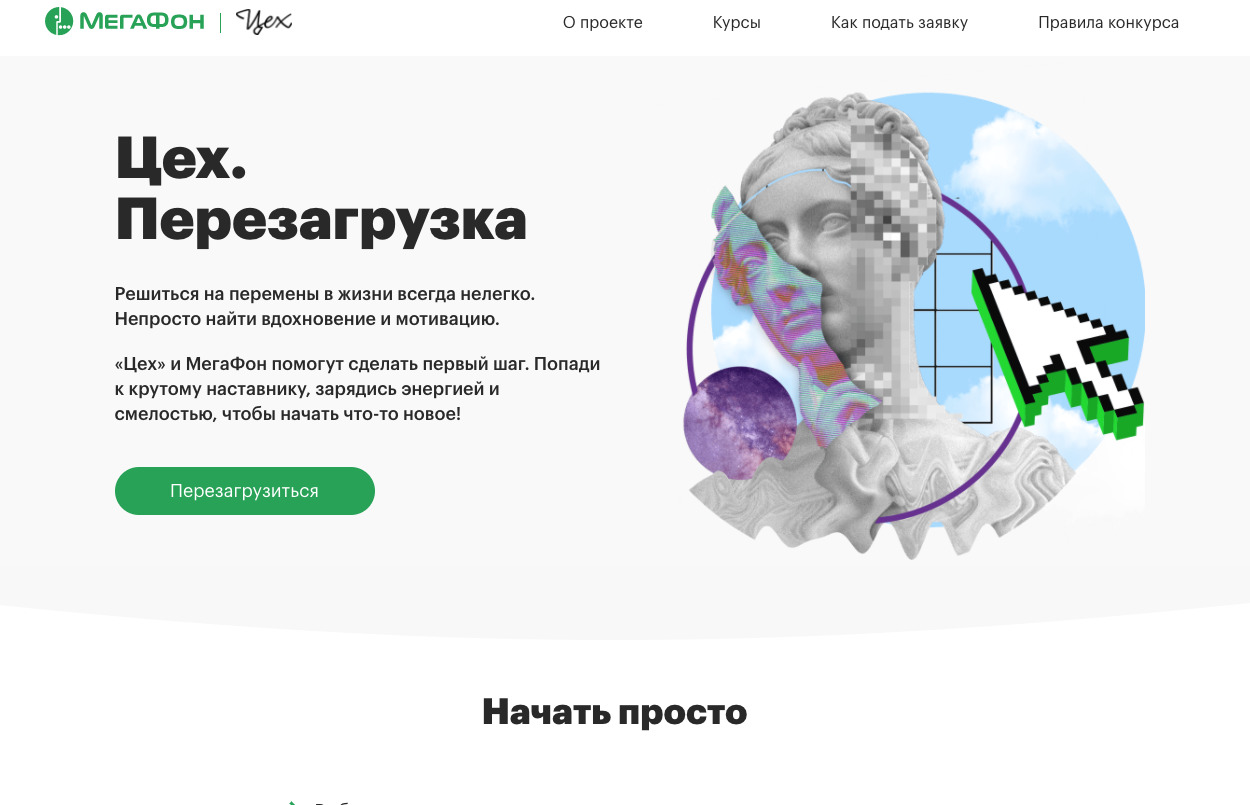 МегаФон | Цех
О проекте
Курсы
Как подать заявку
Правила конкурса
Цех.
Перезагрузка
Решиться на перемены в жизни всегда нелегко.
Непросто найти вдохновение и мотивацию.
«Цех» и МегаФон помогут сделать первый шаг. Попади
к крутому наставнику, зарядись энергией и
смелостью, чтобы начать что-то новое!
Перезагрузиться
Начать просто